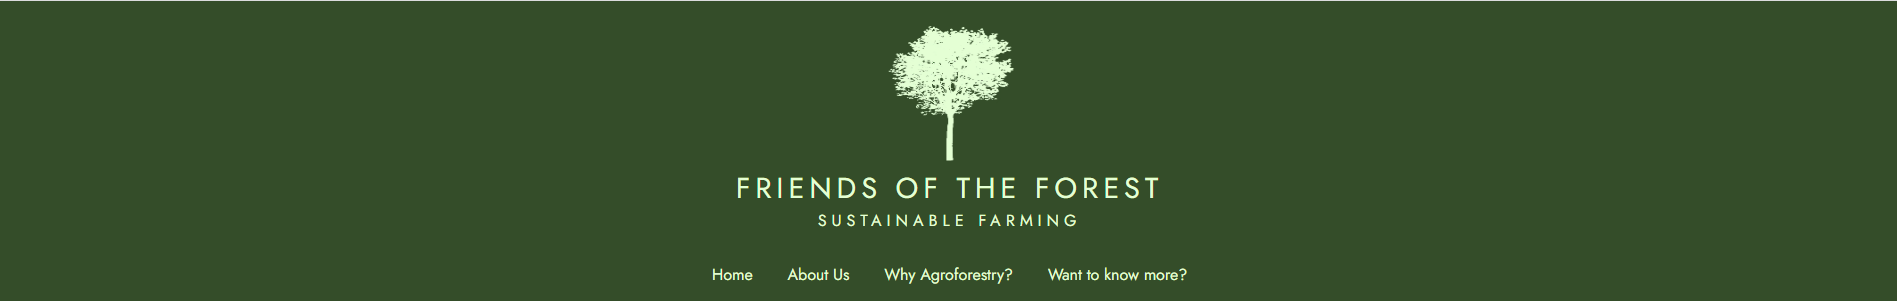 FRIENDS OF THE FOREST
SUSTAINABLE FARMING
Home About Us Why Agroforestry? Want to know more?